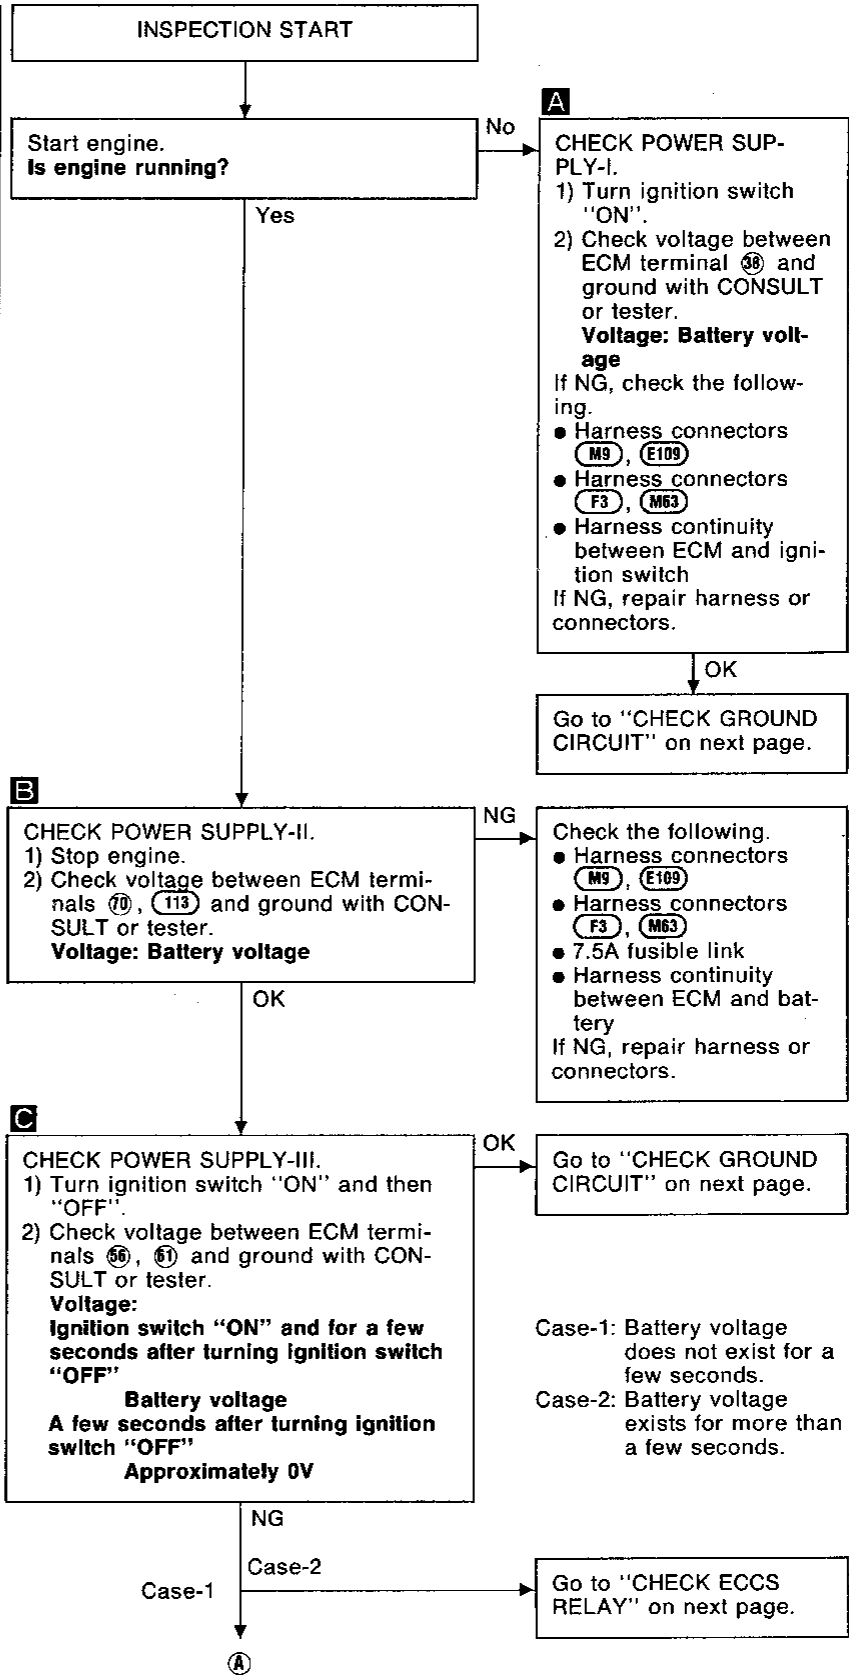 INSPECTION START
Start engine.
Is engine running?
No
Yes
A
CHECK POWER SUP-
PLY-I.
1) Turn ignition switch
"ON".
2) Check voltage between
ECM terminal 38 and
ground with CONSULT
or tester.
Voltage: Battery volt-
age
If NG, check the follow-
ing.
● Harness connectors
M9, E109
● Harness connectors
F3, M63
● Harness continuity
between ECM and igni-
tion switch
If NG, repair harness or
connectors.
OK
Go to "CHECK GROUND
CIRCUIT" on next page.
B
CHECK POWER SUPPLY-II.
1) Stop engine.
2) Check voltage between ECM termi-
nals 70, 113 and ground with CON-
SULT or tester.
Voltage: Battery voltage
NG
OK
Check the following.
● Harness connectors
M9, E109
● Harness connectors
F3, M63
● 7.5A fusible link
● Harness continuity
between ECM and bat-
tery
If NG, repair harness or
connectors.
C
CHECK POWER SUPPLY-III.
1) Turn ignition switch "ON" and then
"OFF".
2) Check voltage between ECM termi-
nals 56, 61 and ground with CON-
SULT or tester.
Voltage:
Ignition switch "ON" and for a few
seconds after turning ignition switch
"OFF"
Battery voltage
A few seconds after turning ignition
switch "OFF"
Approximately 0V
OK
Go to "CHECK GROUND
CIRCUIT" on next page.
Case-1: Battery voltage
does not exist for a
few seconds.
Case-2: Battery voltage
exists for more than
a few seconds.
NG
Case-2
Case-1
Go to "CHECK ECCS
RELAY" on next page.
Ⓐ